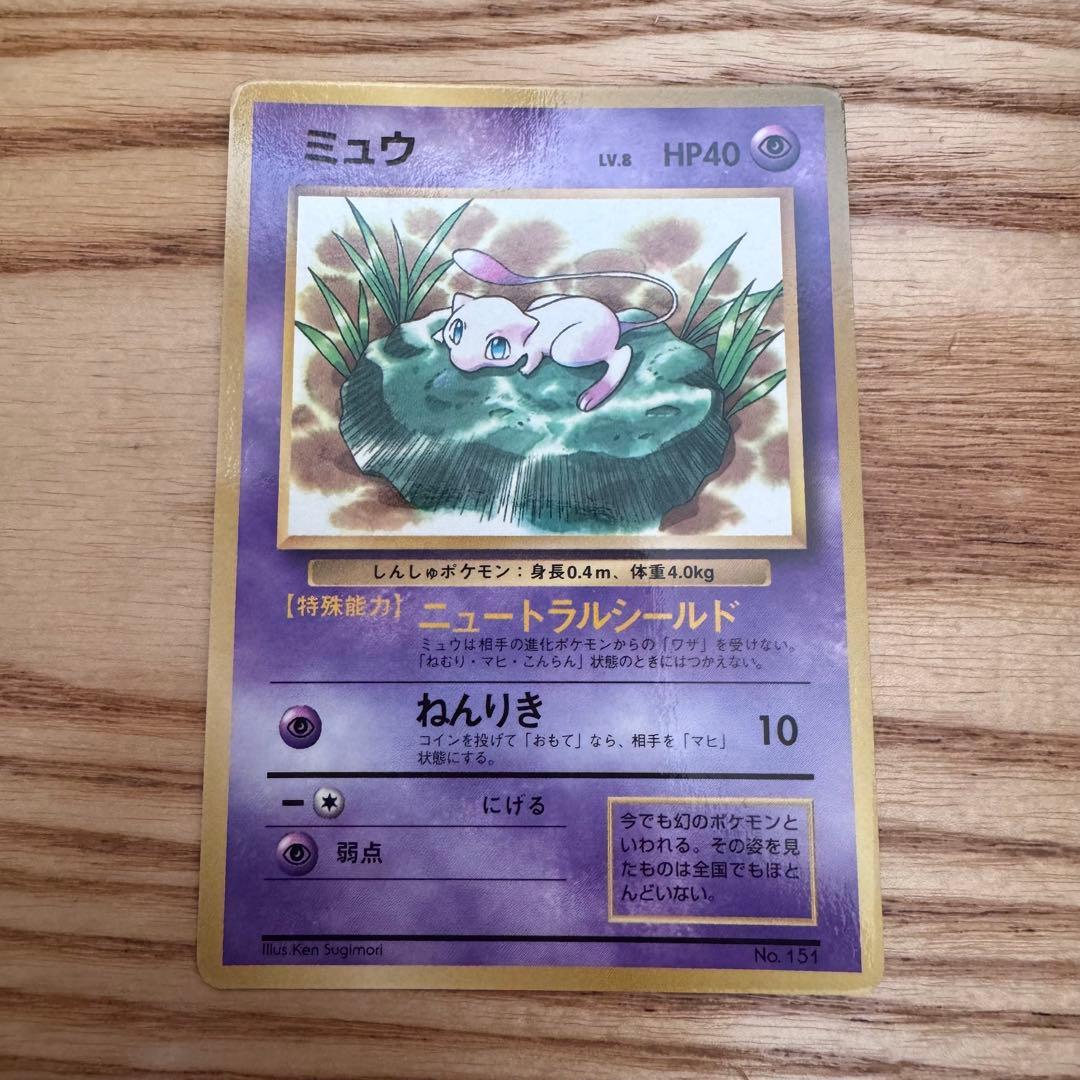 ミュウ LV.8 HP40
しんしゅポケモン：身長0.4m、体重4.0kg
【特殊能力】ニュートラルシールド
ミュウは相手の進化ポケモンからの「ワザ」を受けない。
「ねむり・マヒ・こんらん」状態のときにはつかえない。
ねんりき 10
コインを投げて「おもて」なら、相手を「マヒ」
状態にする。
ー にげる
弱点
今でも幻のポケモンと
いわれる。その姿を見
たものは全国でもほと
んどいない。
Illus.Ken Sugimori No. 151